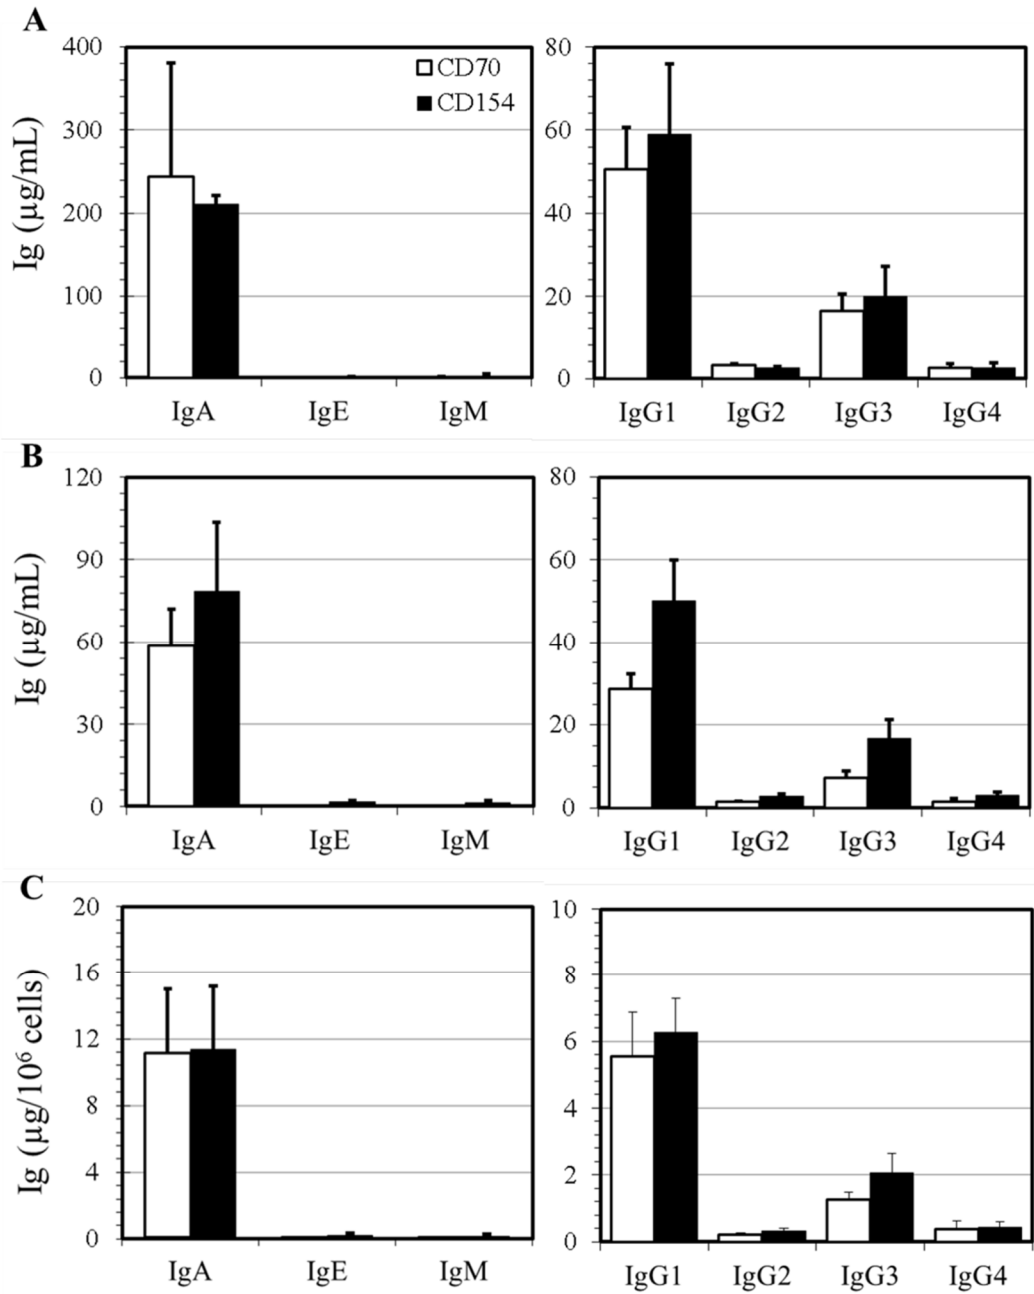 A
400
300
200
100
0
Ig (µg/mL)
CD70
CD154
IgA IgE IgM
80
60
40
20
0
IgG1 IgG2 IgG3 IgG4
B
120
90
60
30
0
Ig (µg/mL)
IgA IgE IgM
80
60
40
20
0
IgG1 IgG2 IgG3 IgG4
C
20
16
12
8
4
0
Ig (µg/10⁶ cells)
IgA IgE IgM
10
8
6
4
2
0
IgG1 IgG2 IgG3 IgG4